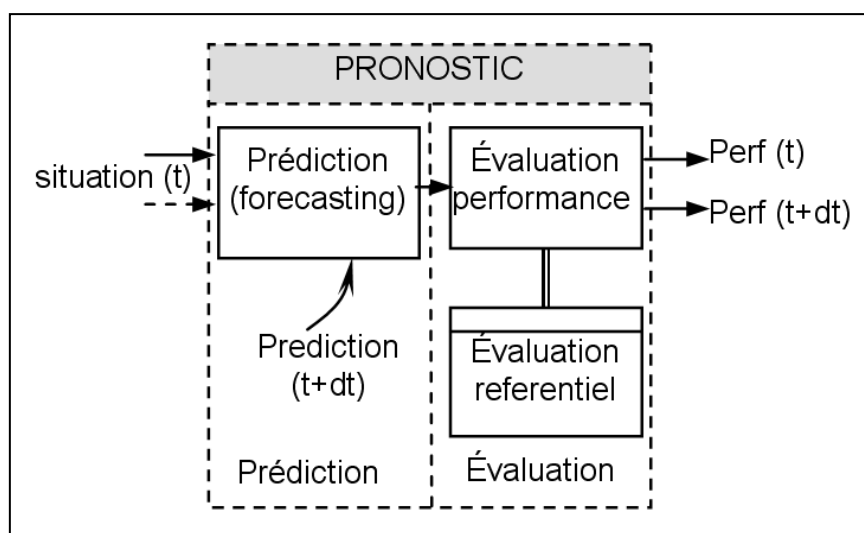 PRONOSTIC
situation (t)
Prédiction
(forecasting)
Évaluation
performance
Perf (t)
Perf (t+dt)
Prediction
(t+dt)
Évaluation
referentiel
Prédiction
Évaluation